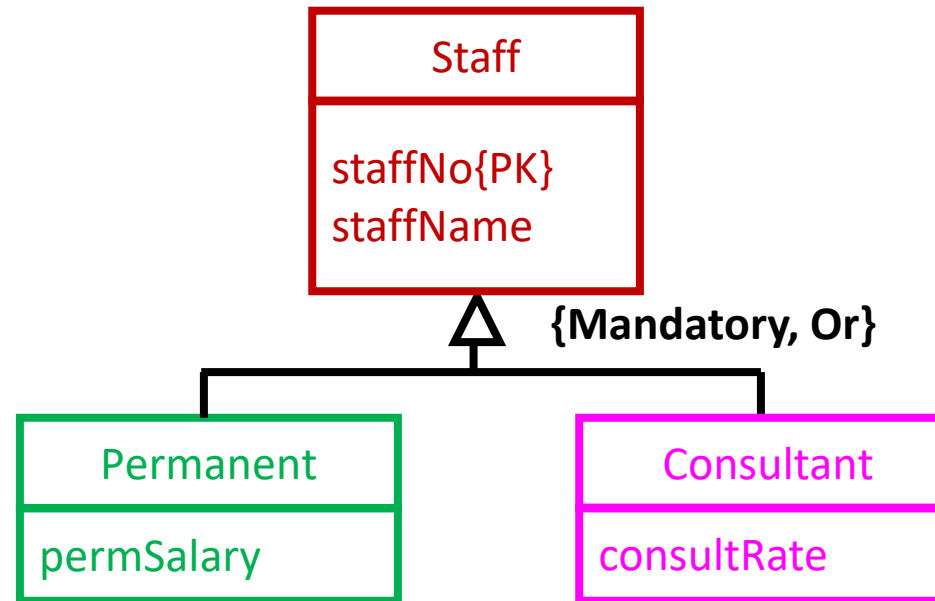 Staff
staffNo{PK}
staffName
{Mandatory, Or}
Permanent
permSalary
Consultant
consultRate